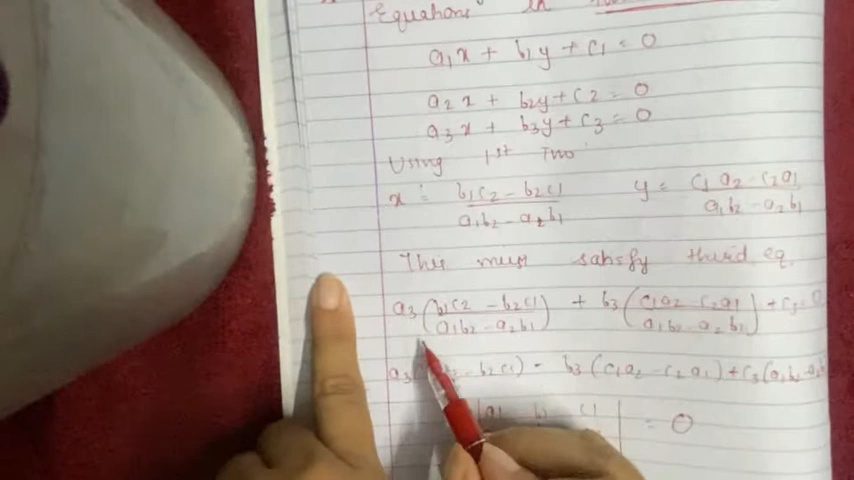 Equations in
a₁x + b₁y + c₁ = 0
a₂x + b₂y + c₂ = 0
a₃x + b₃y + c₃ = 0
Using 1st Two
x = (b₁c₂ - b₂c₁)/(a₁b₂ - a₂b₁) y = (c₁a₂ - c₂a₁)/(a₁b₂ - a₂b₁)
This must satisfy third eq.
a₃((b₁c₂ - b₂c₁)/(a₁b₂ - a₂b₁)) + b₃((c₁a₂ - c₂a₁)/(a₁b₂ - a₂b₁)) + c₃ = 0
a₃( b₂ - b₂c₁) - b₃(c₁a₂ - c₂a₁) + c₃(a₁b₂ - a₂b
|a₁ b₁ c₁| = 0